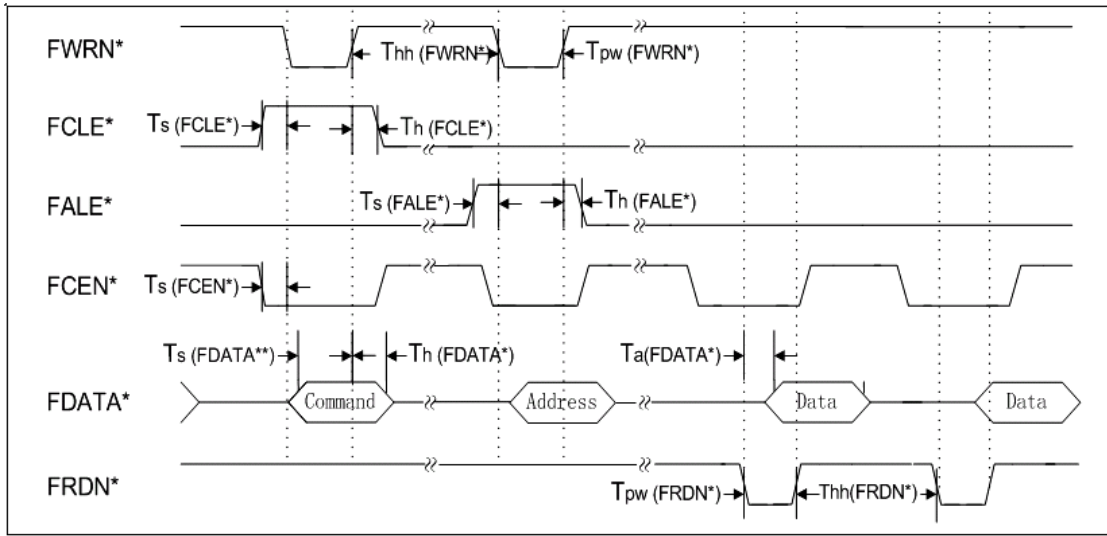 FWRN*
Thh (FWRN*)
Tpw (FWRN*)
FCLE*
Ts (FCLE*)
Th (FCLE*)
FALE*
Ts (FALE*)
Th (FALE*)
FCEN*
Ts (FCEN*)
Ts (FDATA**)
Th (FDATA*)
Ta(FDATA*)
FDATA*
Command
Address
Data
Data
FRDN*
Tpw (FRDN*)
Thh(FRDN*)